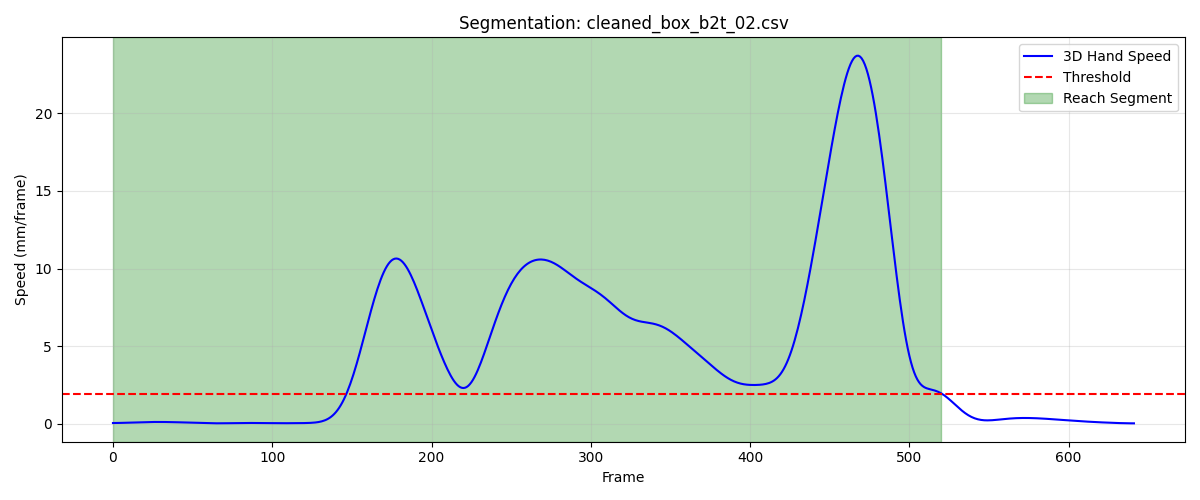 Segmentation: cleaned_box_b2t_02.csv
3D Hand Speed
Threshold
Reach Segment
Speed (mm/frame)
20
15
10
5
0
0 100 200 300 400 500 600
Frame